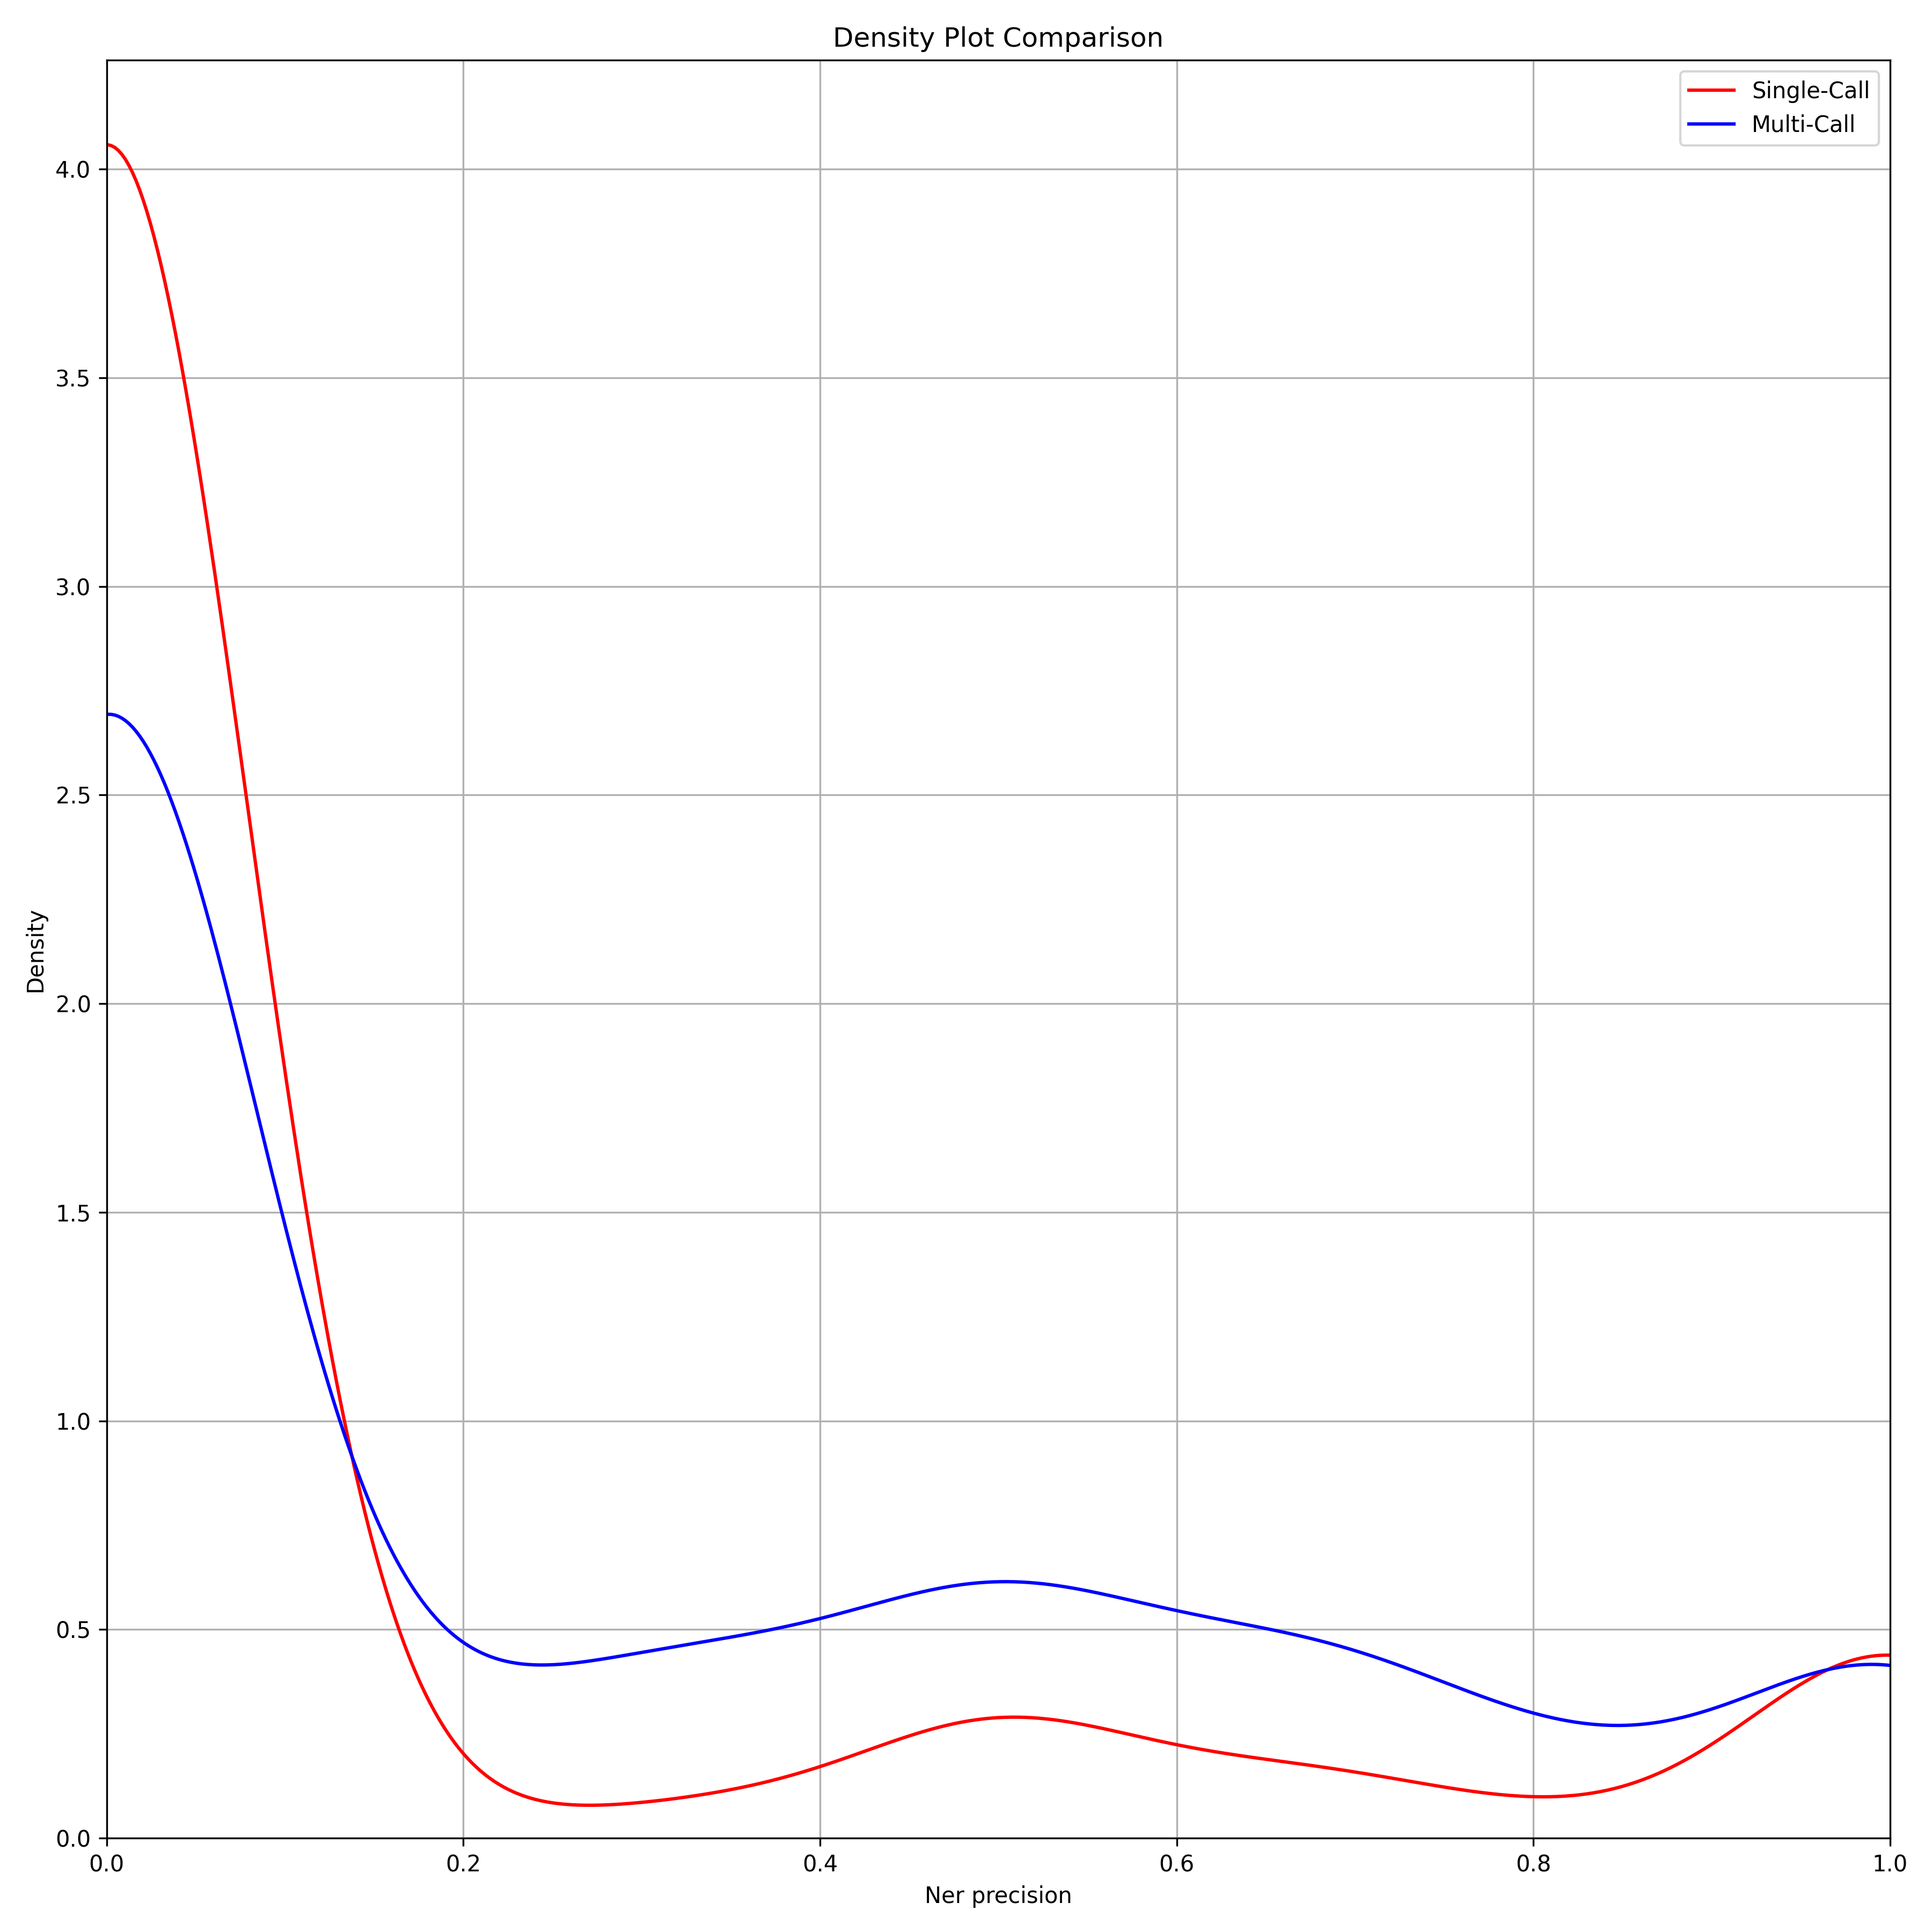 Density Plot Comparison
Single-Call
Multi-Call
4.0
3.5
3.0
2.5
2.0
1.5
1.0
0.5
0.0
Density
0.0 0.2 0.4 0.6 0.8 1.0
Ner precision